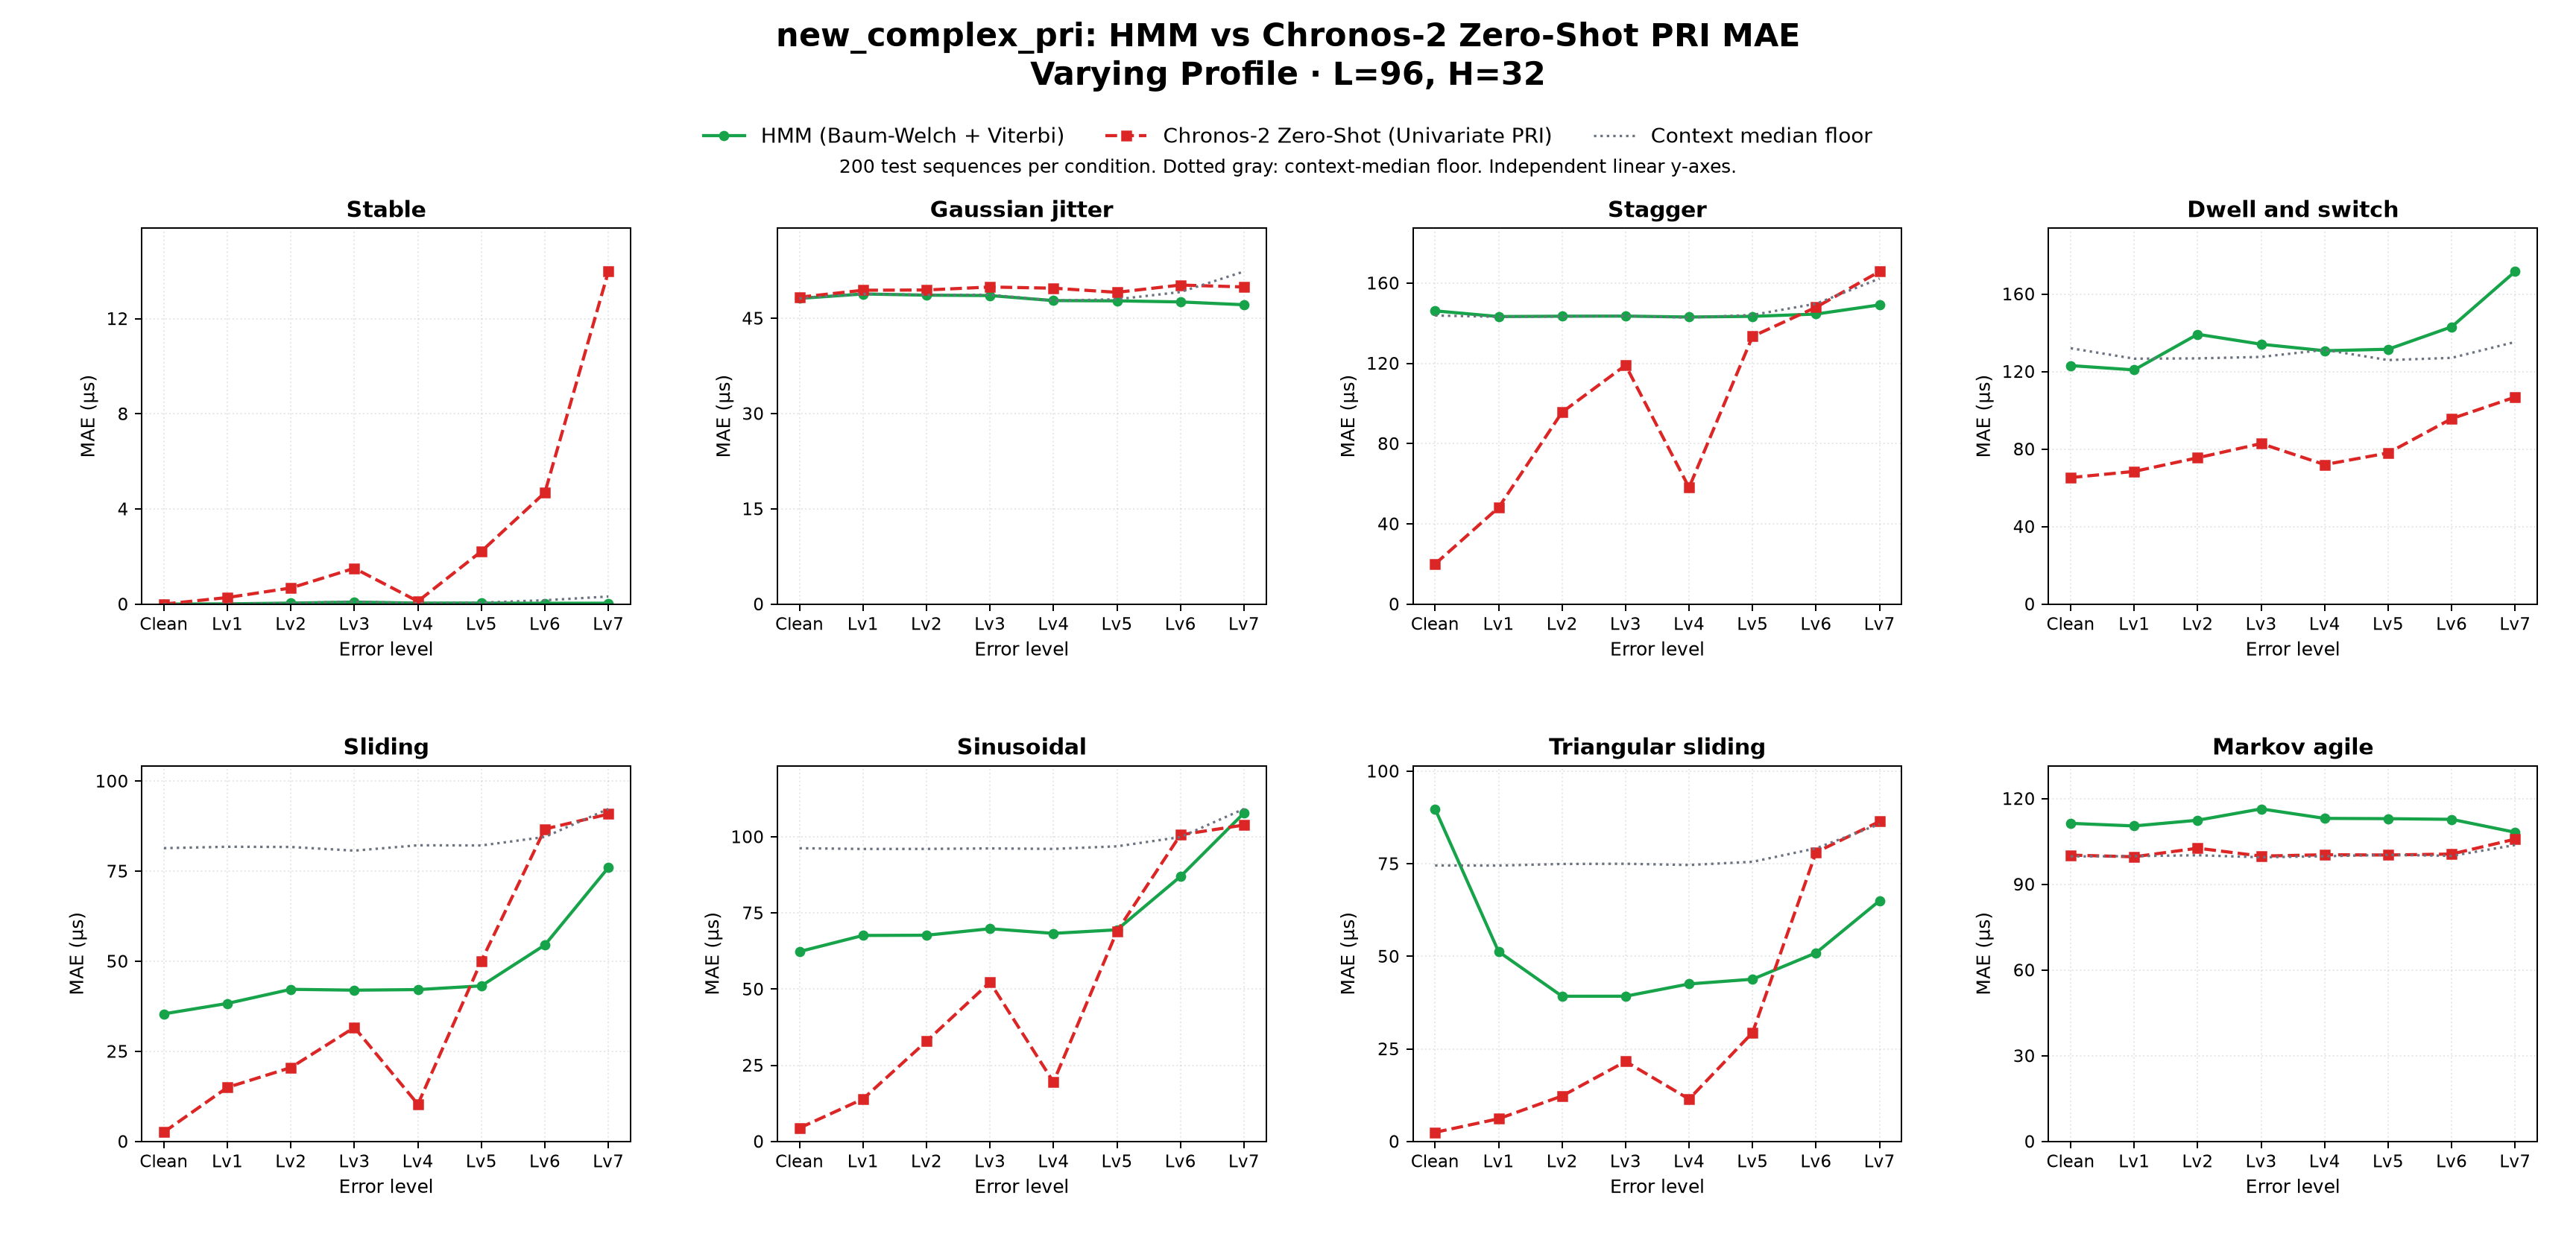 new_complex_pri: HMM vs Chronos-2 Zero-Shot PRI MAE
Varying Profile · L=96, H=32
HMM (Baum-Welch + Viterbi)
Chronos-2 Zero-Shot (Univariate PRI)
Context median floor
200 test sequences per condition. Dotted gray: context-median floor. Independent linear y-axes.
Stable
MAE (µs)
12
8
4
0
Clean Lv1 Lv2 Lv3 Lv4 Lv5 Lv6 Lv7
Error level
Gaussian jitter
MAE (µs)
45
30
15
0
Clean Lv1 Lv2 Lv3 Lv4 Lv5 Lv6 Lv7
Error level
Stagger
MAE (µs)
160
120
80
40
0
Clean Lv1 Lv2 Lv3 Lv4 Lv5 Lv6 Lv7
Error level
Dwell and switch
MAE (µs)
160
120
80
40
0
Clean Lv1 Lv2 Lv3 Lv4 Lv5 Lv6 Lv7
Error level
Sliding
MAE (µs)
100
75
50
25
0
Clean Lv1 Lv2 Lv3 Lv4 Lv5 Lv6 Lv7
Error level
Sinusoidal
MAE (µs)
100
75
50
25
0
Clean Lv1 Lv2 Lv3 Lv4 Lv5 Lv6 Lv7
Error level
Triangular sliding
MAE (µs)
100
75
50
25
0
Clean Lv1 Lv2 Lv3 Lv4 Lv5 Lv6 Lv7
Error level
Markov agile
MAE (µs)
120
90
60
30
0
Clean Lv1 Lv2 Lv3 Lv4 Lv5 Lv6 Lv7
Error level